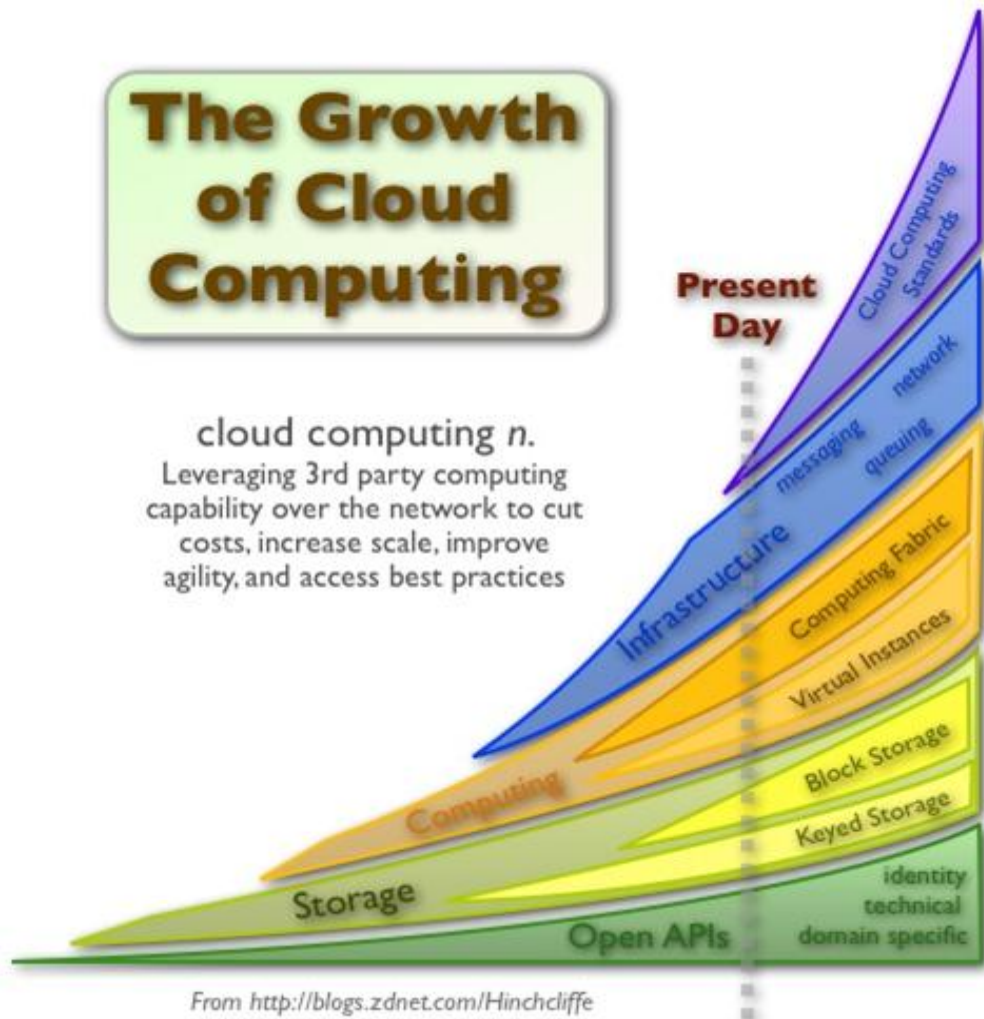 The Growth
of Cloud
Computing
Present
Day
cloud computing n.
Leveraging 3rd party computing
capability over the network to cut
costs, increase scale, improve
agility, and access best practices
Cloud Computing
Standards
network
messaging
queuing
Infrastructure
Computing Fabric
Virtual Instances
Computing
Block Storage
Keyed Storage
Storage
identity
technical
domain specific
Open APIs
From http://blogs.zdnet.com/Hinchcliffe